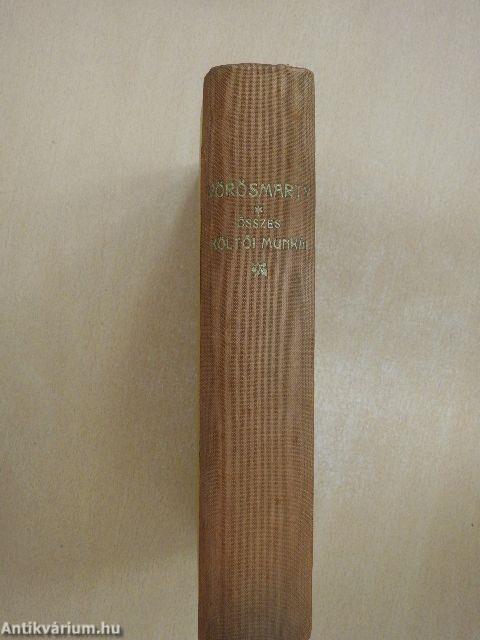 VÖRÖSMARTY
ÖSSZES
KÖLTŐI MUNKÁI
Antikvárium.hu